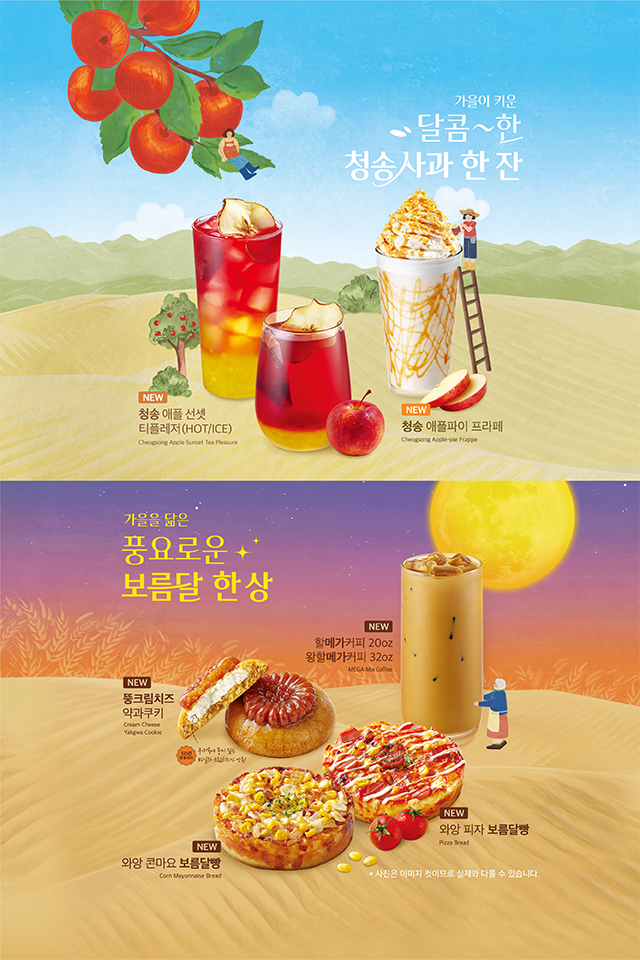 가을이 키운
달콤~한
청송사과 한 잔
NEW
청송 애플 선셋
티플레저(HOT/ICE)
Cheongsong Apple Sunset Tea Pleasure
NEW
청송 애플파이 프라페
Cheongsong Apple-pie Frappe
가을을 닮은
풍요로운
보름달 한 상
NEW
할메가커피 20oz
왕할메가커피 32oz
MEGA Mix Coffee
NEW
뚱크림치즈
약과쿠키
Cream Cheese
Yakgwa Cookie
NEW
와앙 피자 보름달빵
Pizza Bread
NEW
와앙 콘마요 보름달빵
Corn Mayonnaise Bread
* 사진은 이미지 컷이므로 실제와 다를 수 있습니다.